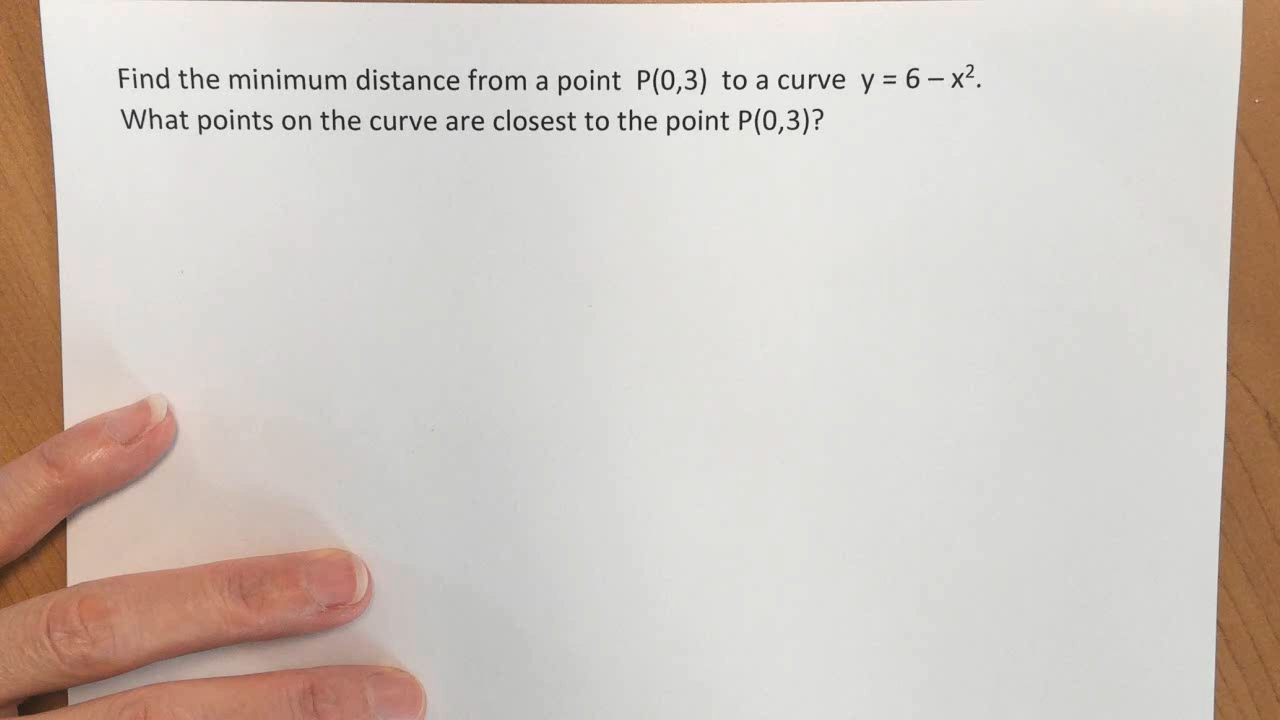 Find the minimum distance from a point P(0,3) to a curve y = 6 – x².
What points on the curve are closest to the point P(0,3)?